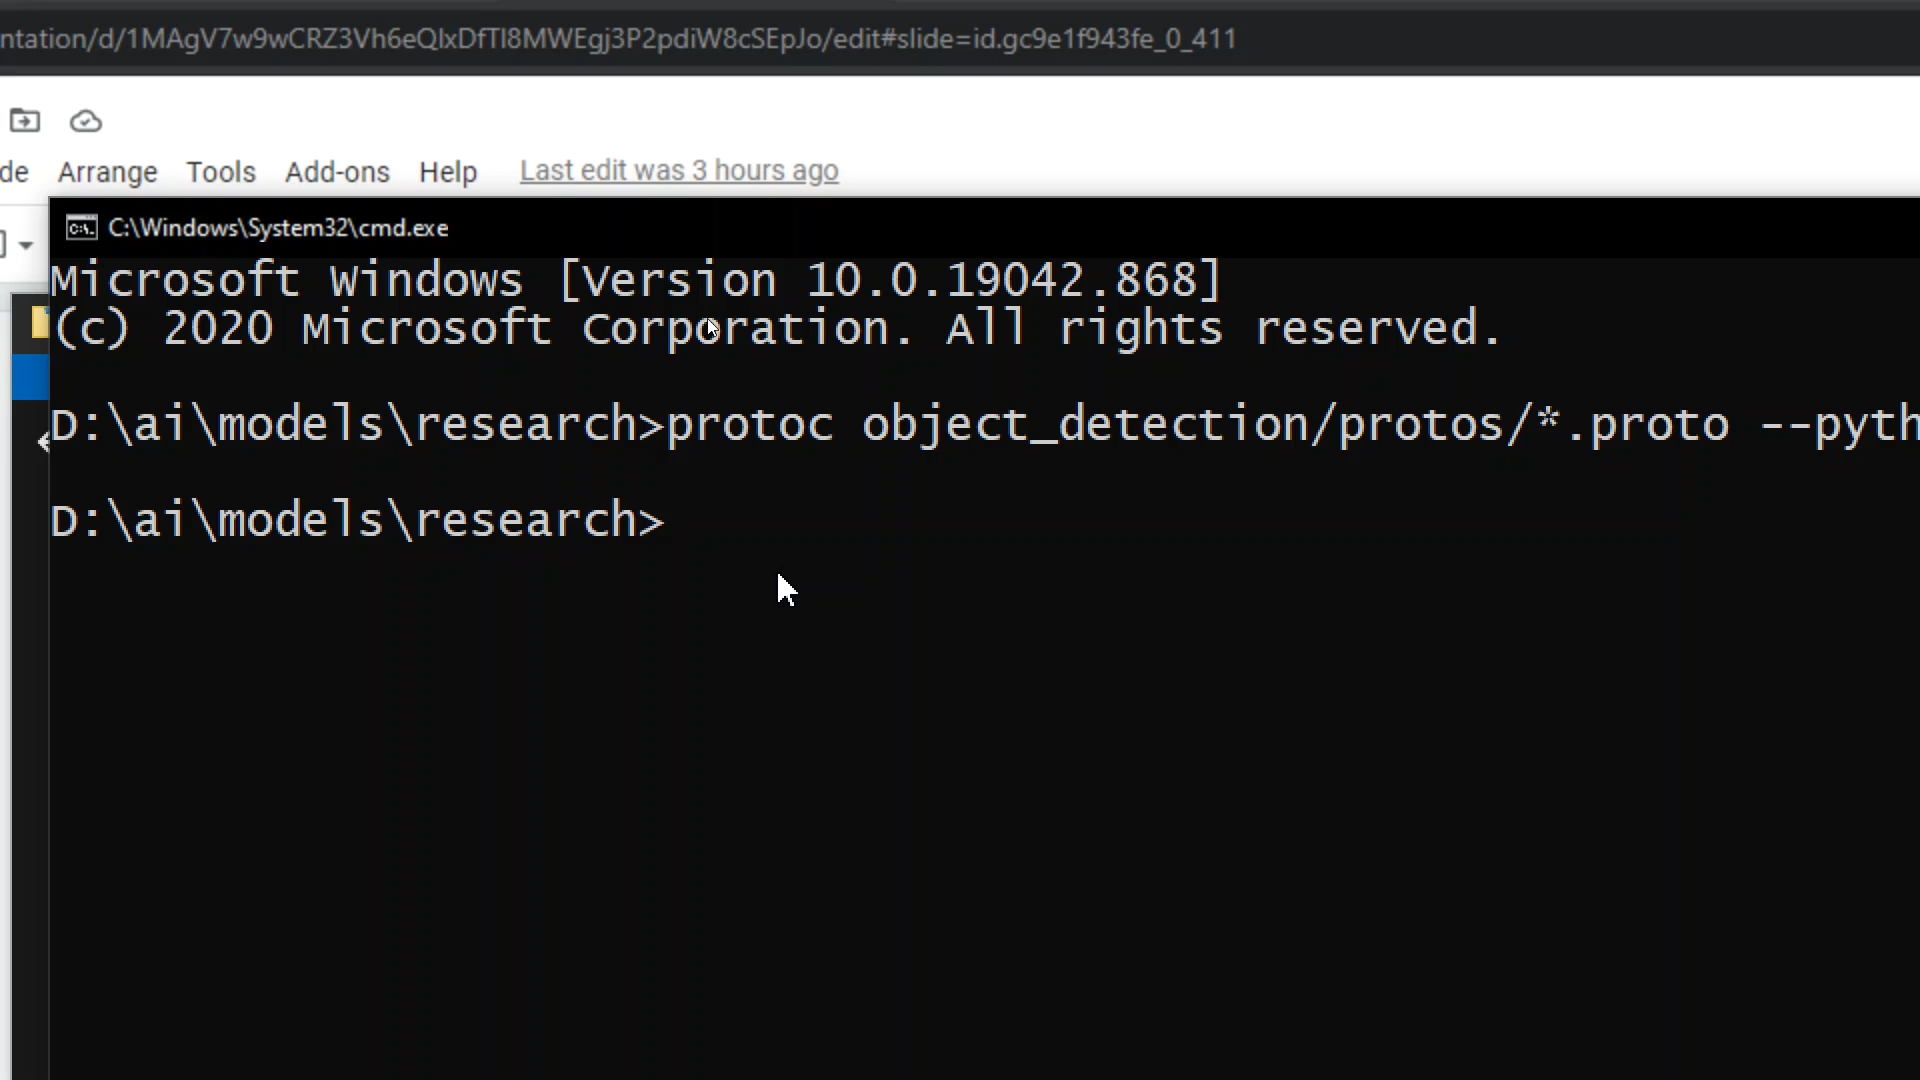 ntation/d/1MAgV7w9wCRZ3Vh6eQlxDfTl8MWEgj3P2pdiW8cSEpJo/edit#slide=id.gc9e1f943fe_0_411
de Arrange Tools Add-ons Help Last edit was 3 hours ago
C:\Windows\System32\cmd.exe
Microsoft Windows [Version 10.0.19042.868]
(c) 2020 Microsoft Corporation. All rights reserved.
D:\ai\models\research>protoc object_detection/protos/*.proto --pyth
D:\ai\models\research>